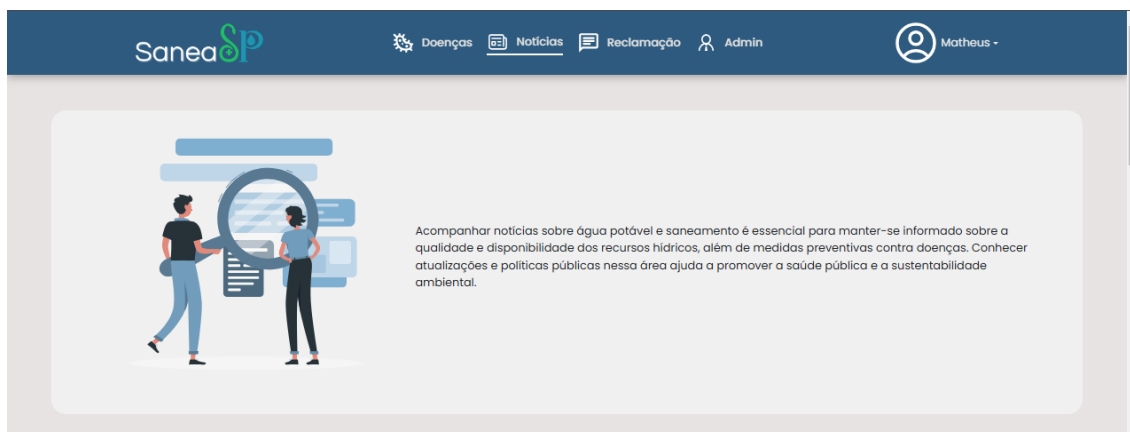 SaneaSP
Doenças
Notícias
Reclamação
Admin
Matheus
Acompanhar notícias sobre água potável e saneamento é essencial para manter-se informado sobre a
qualidade e disponibilidade dos recursos hídricos, além de medidas preventivas contra doenças. Conhecer
atualizações e políticas públicas nessa área ajuda a promover a saúde pública e a sustentabilidade
ambiental.